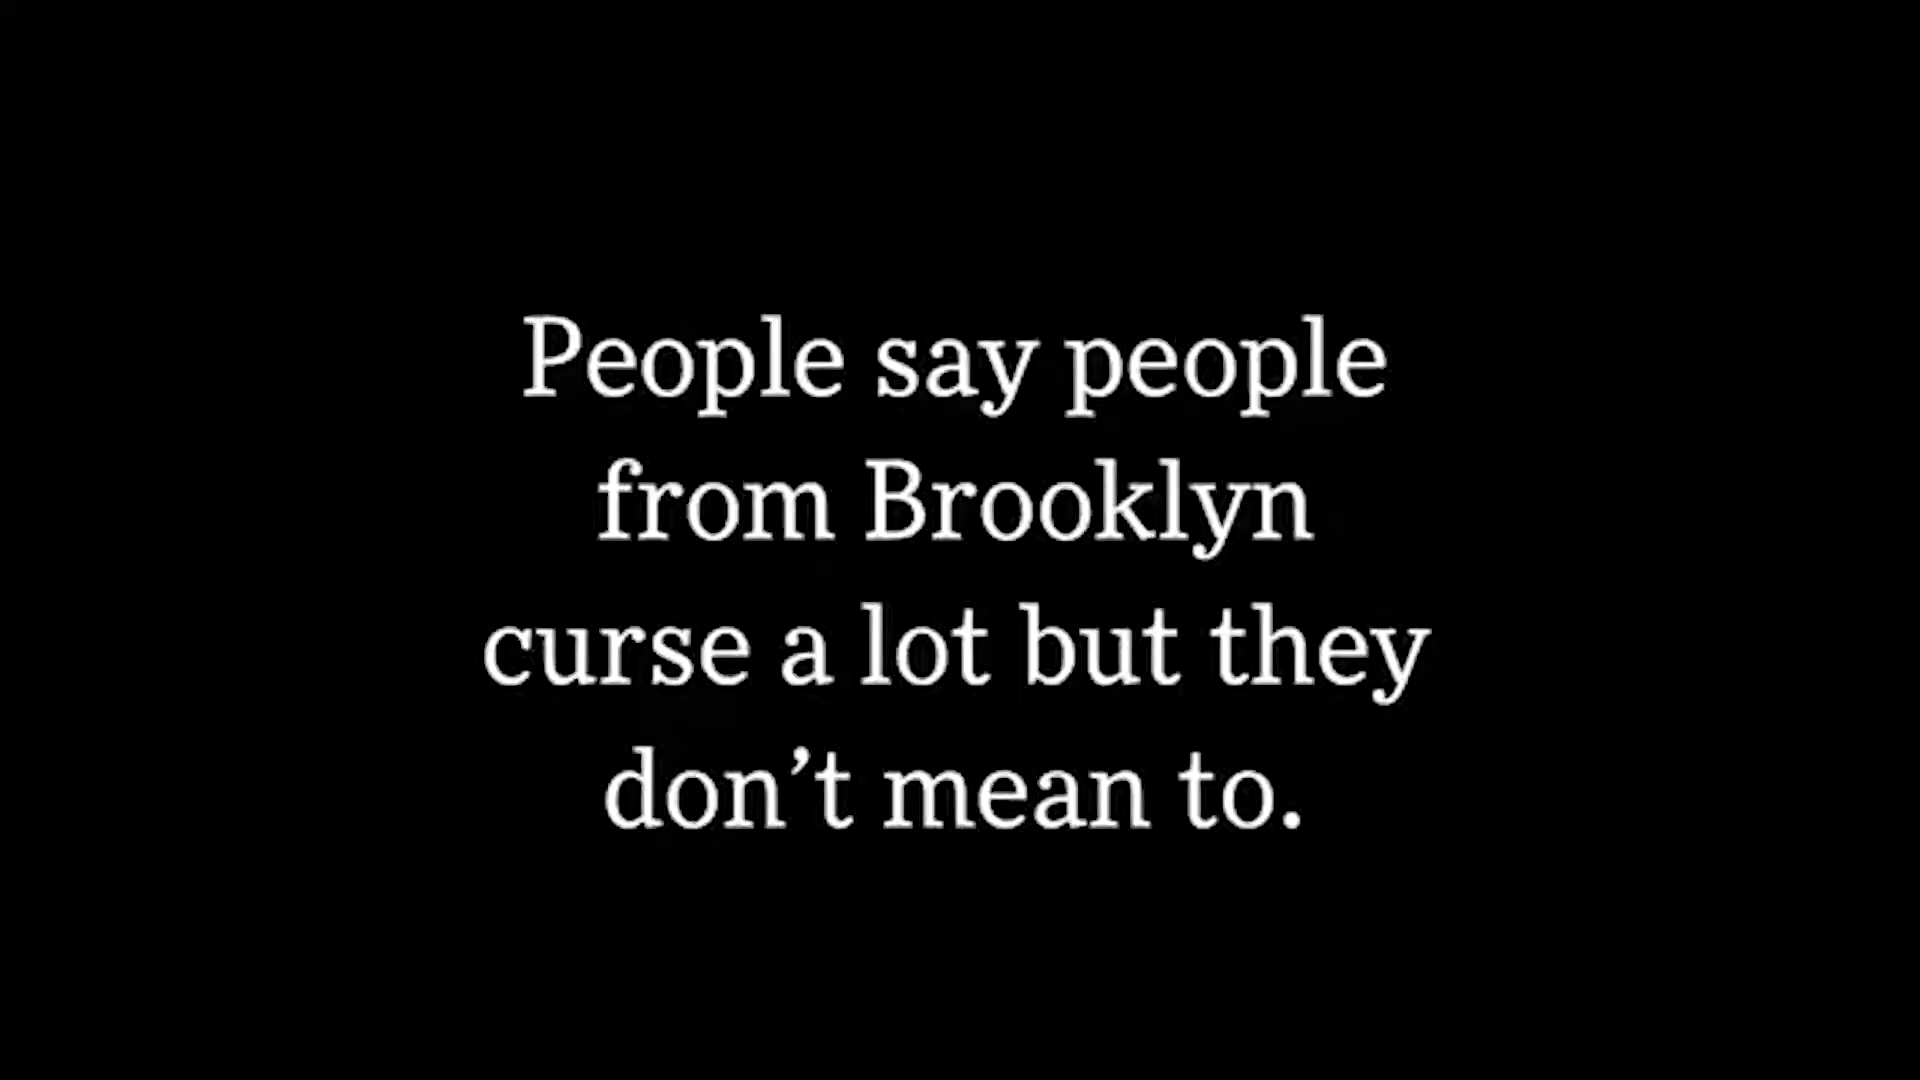 People say people
from Brooklyn
curse a lot but they
don’t mean to.